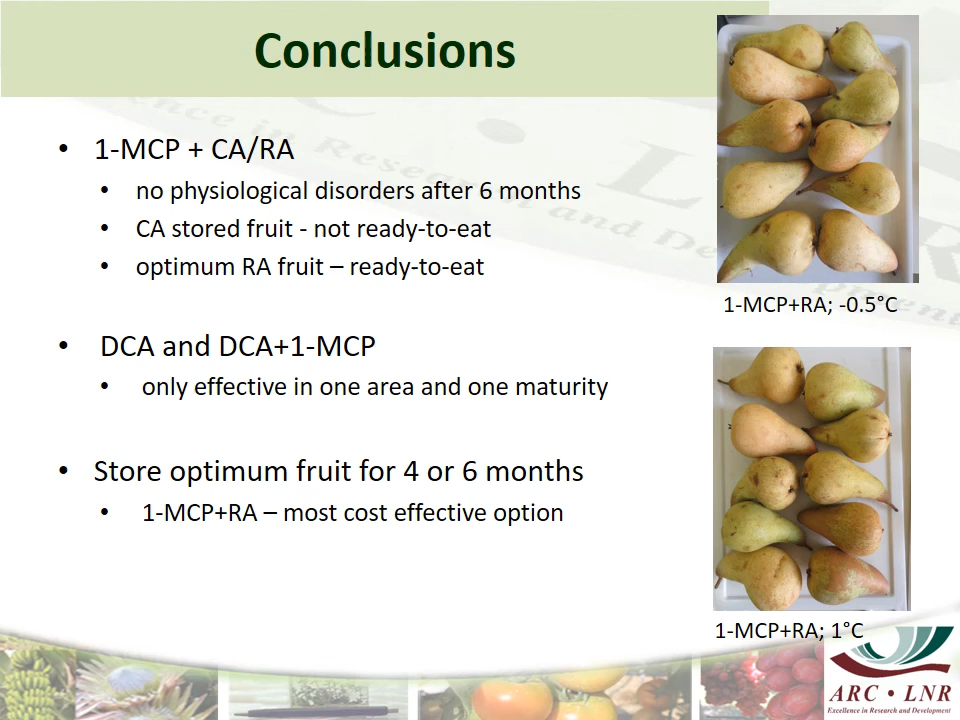 Conclusions
• 1-MCP + CA/RA
• no physiological disorders after 6 months
• CA stored fruit - not ready-to-eat
• optimum RA fruit – ready-to-eat
1-MCP+RA; -0.5°C
• DCA and DCA+1-MCP
• only effective in one area and one maturity
• Store optimum fruit for 4 or 6 months
• 1-MCP+RA – most cost effective option
1-MCP+RA; 1°C
ARC • LNR
Excellence in Research and Development